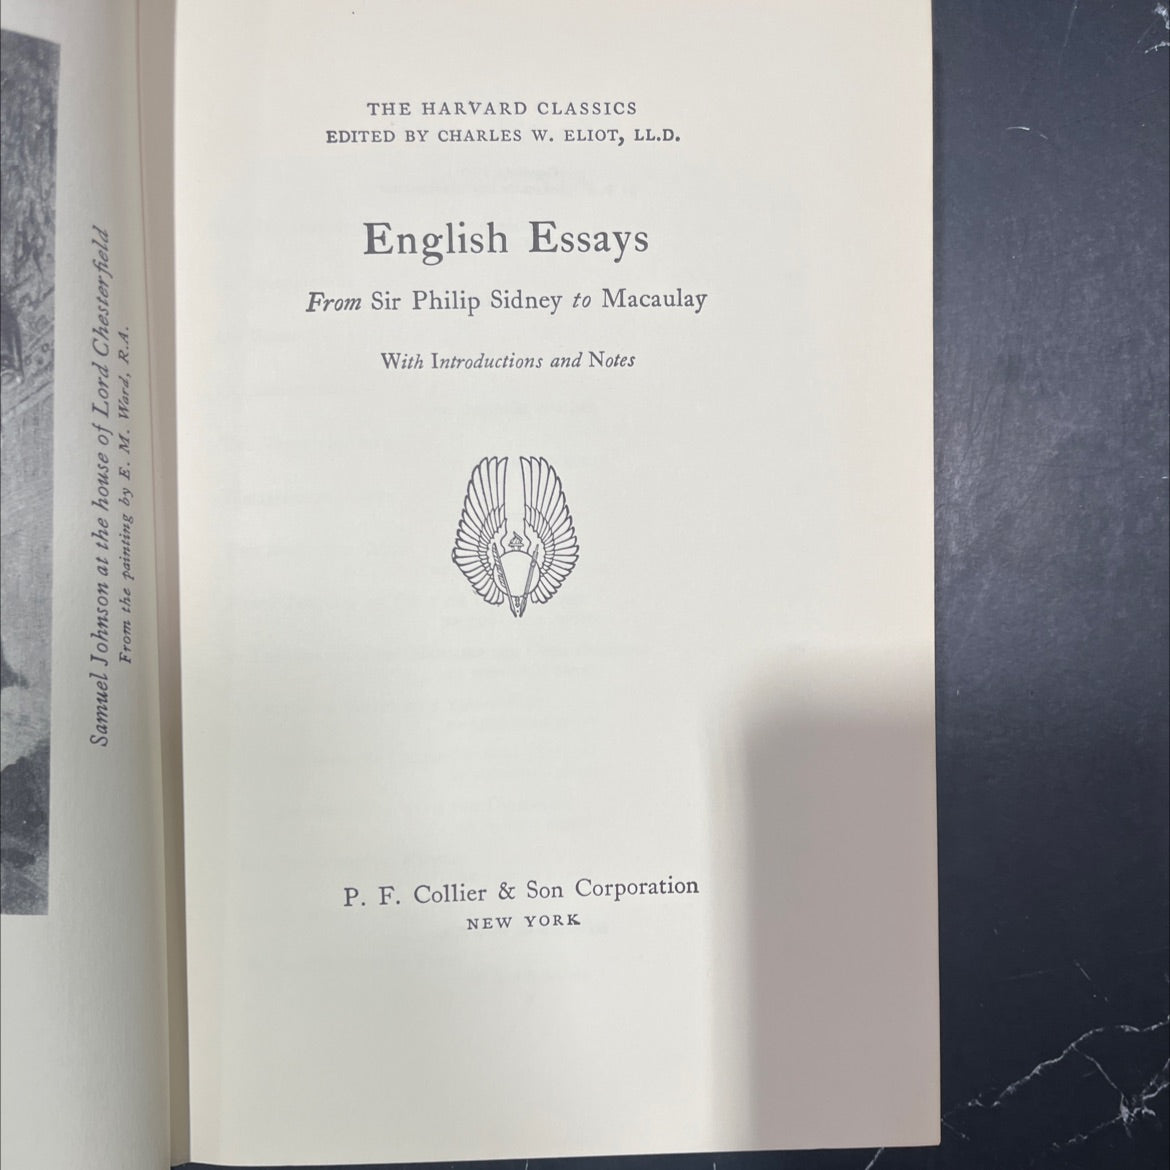 Samuel Johnson at the house of Lord Chesterfield
From the painting by E. M. Ward, R.A.
THE HARVARD CLASSICS
EDITED BY CHARLES W. ELIOT, LL.D.
English Essays
From Sir Philip Sidney to Macaulay
With Introductions and Notes
P. F. Collier & Son Corporation
NEW YORK